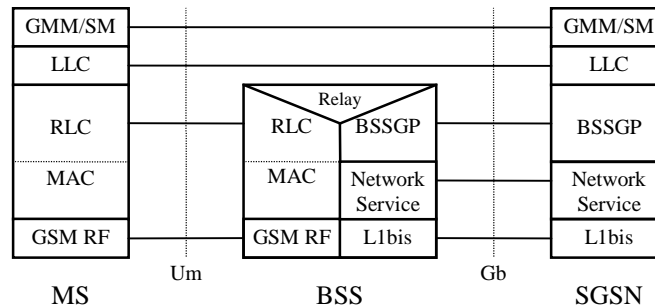 GMM/SM GMM/SM
LLC LLC
Relay
RLC RLC BSSGP BSSGP
MAC MAC Network Service Network Service
GSM RF GSM RF L1bis L1bis
Um Gb
MS BSS SGSN